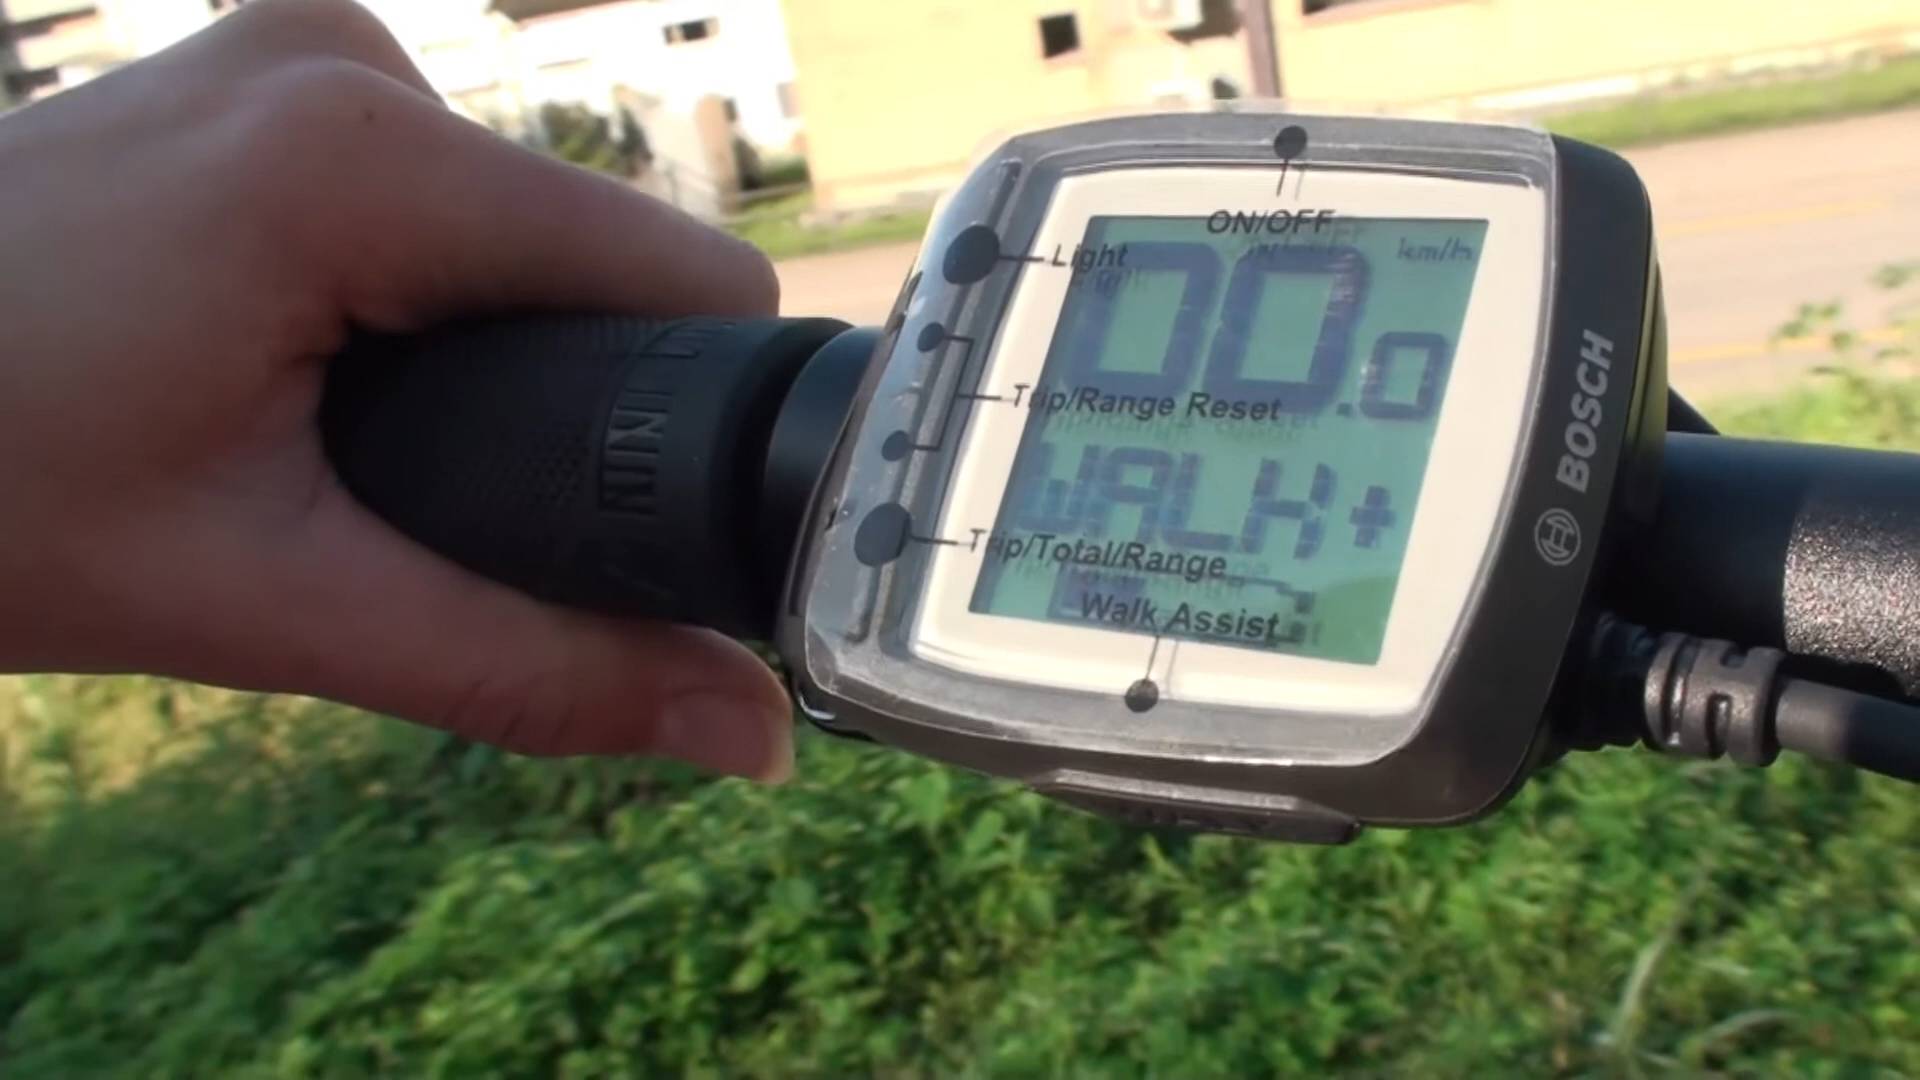 ON/OFF
Light
km/h
00.0
Trip/Range Reset
WALK+
Trip/Total/Range
Walk Assist
BOSCH